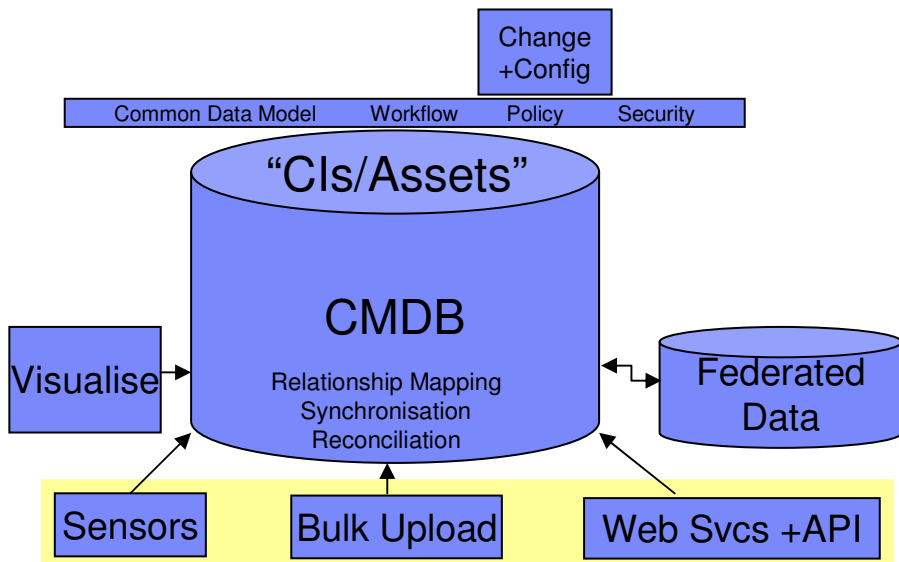 Change
+Config
Common Data Model Workflow Policy Security
“CIs/Assets”
CMDB
Relationship Mapping
Synchronisation
Reconciliation
Visualise
Federated
Data
Sensors
Bulk Upload
Web Svcs +API